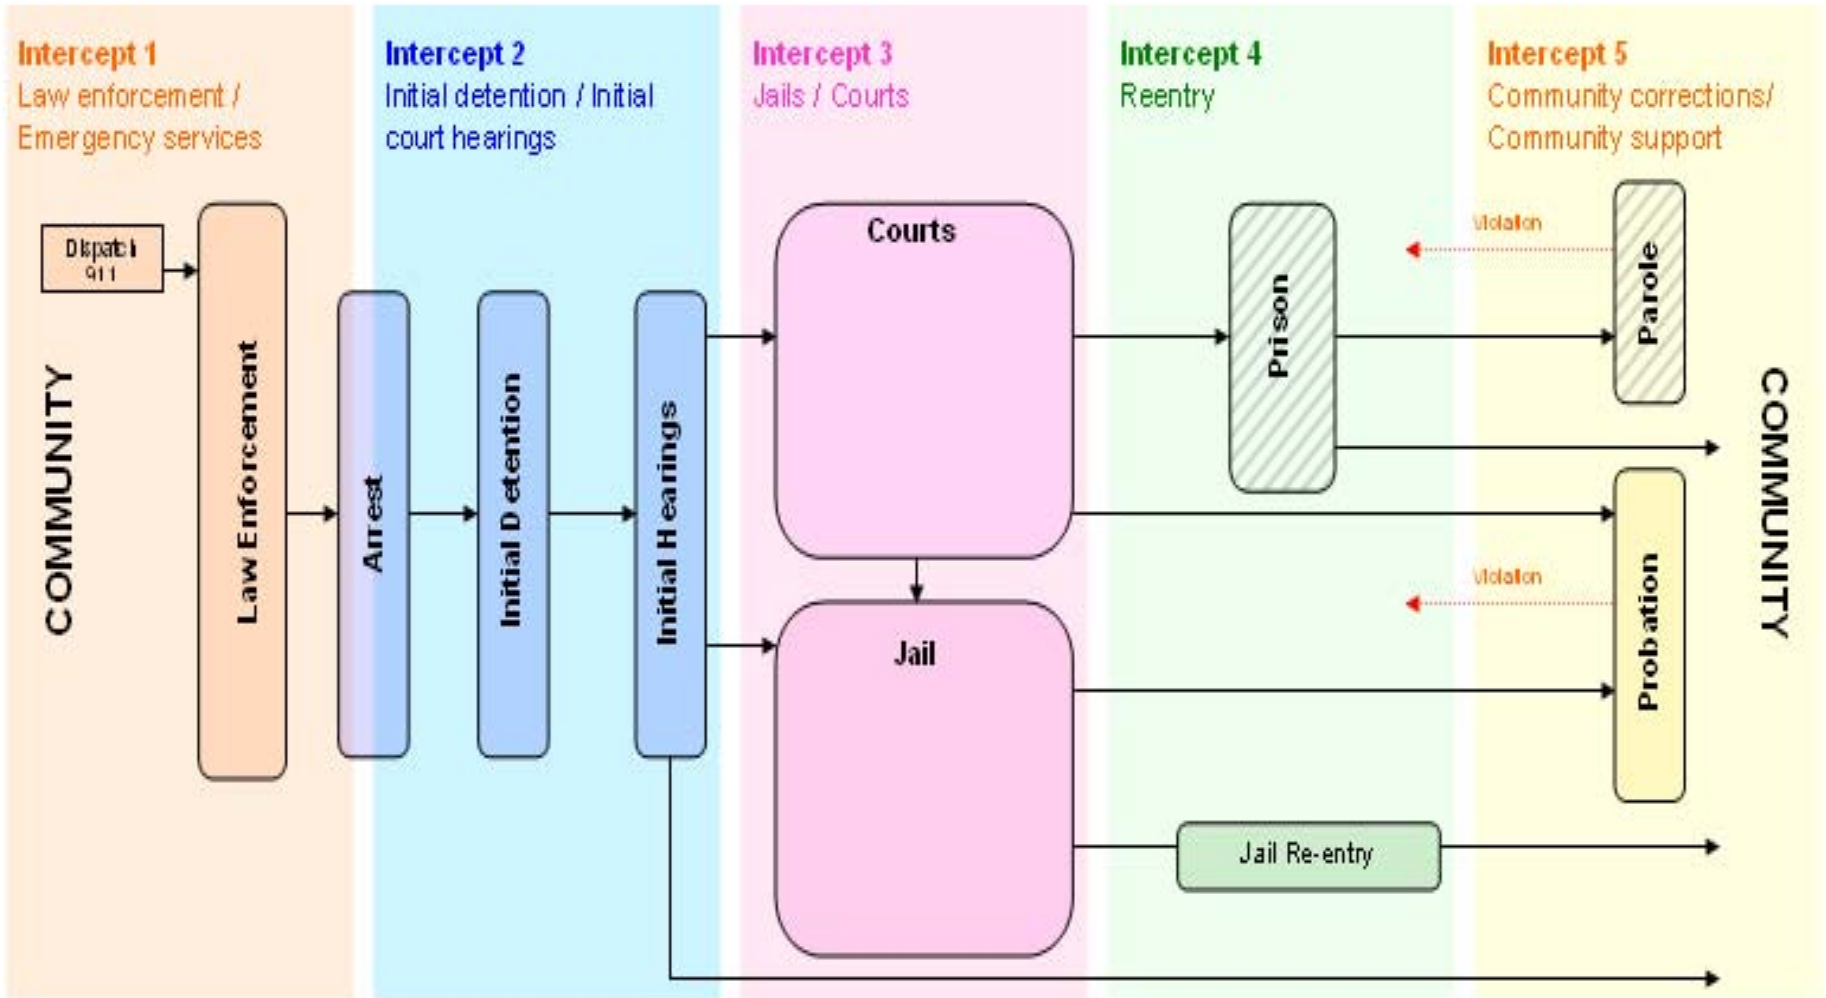 Intercept 1
Law enforcement /
Emergency services
Intercept 2
Initial detention / Initial
court hearings
Intercept 3
Jails / Courts
Intercept 4
Reentry
Intercept 5
Community corrections/
Community support
Dispatch
911
COMMUNITY
Law Enforcement
Arrest
Initial Detention
Initial Hearings
Courts
Jail
Prison
Jail Re-entry
Violation
Parole
Violation
Probation
COMMUNITY